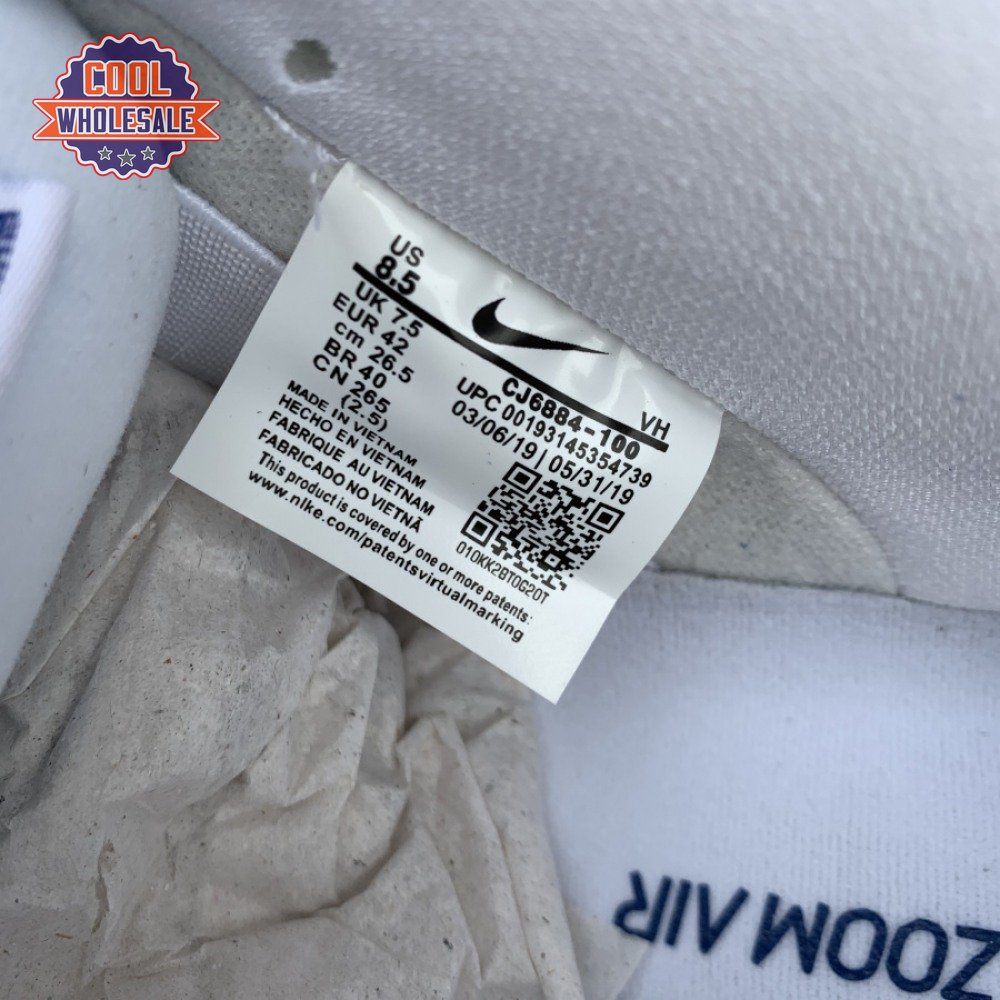 COOL
WHOLESALE
US
8.5
UK 7.5
EUR 42
cm 26.5
BR 40
CN 265
(2.5)
MADE IN VIETNAM
HECHO EN VIETNAM
FABRIQUE AU VIETNAM
FABRICADO NO VIETNÃ
This product is covered by one or more patents:
www.nike.com/patentsvirtualmarking
CJ6884-100
VH
UPC 00193145354739
03/06/19 | 05/31/19
010KK2BT0G20T
ZOOM AIR